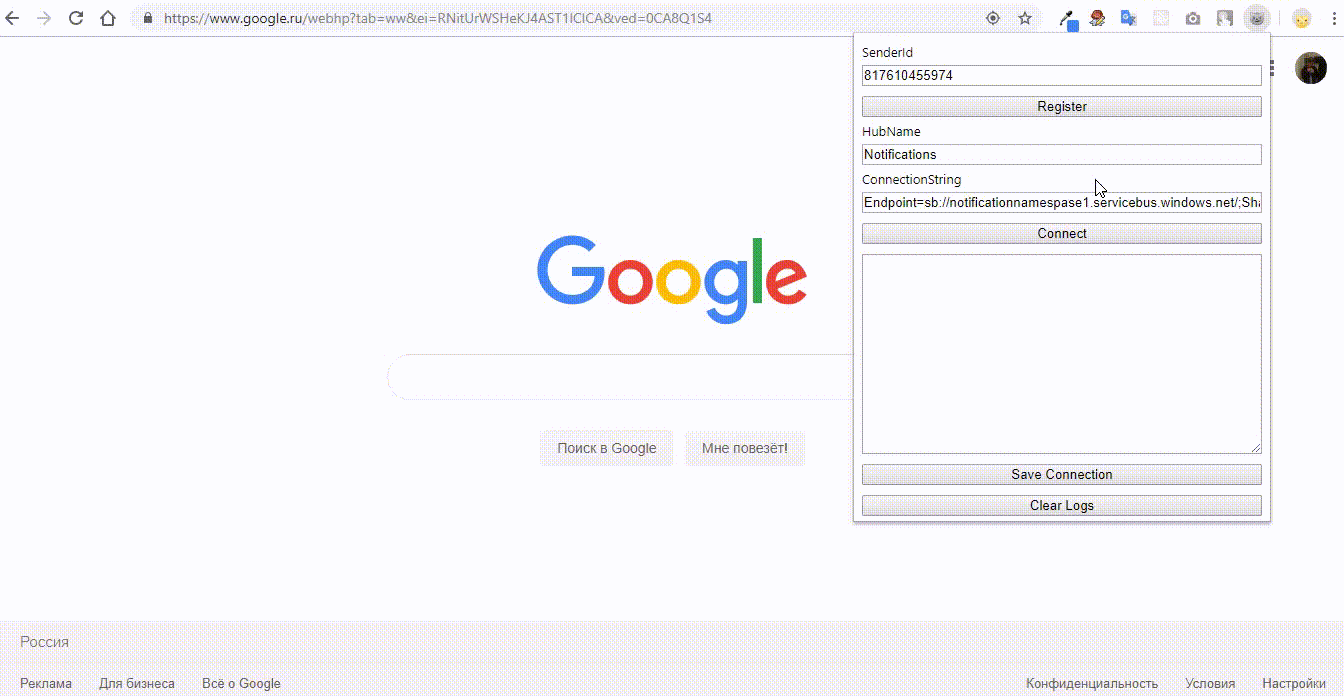 https://www.google.ru/webhp?tab=ww&ei=RNitUrWSHeKJ4AST1ICICA&ved=0CA8Q1S4
SenderId
817610455974
Register
HubName
Notifications
ConnectionString
Endpoint=sb://notificationnamespase1.servicebus.windows.net/;Sha
Connect
Save Connection
Clear Logs
Google
Поиск в Google
Мне повезёт!
Россия
Реклама
Для бизнеса
Всё о Google
Конфиденциальность
Условия
Настройки